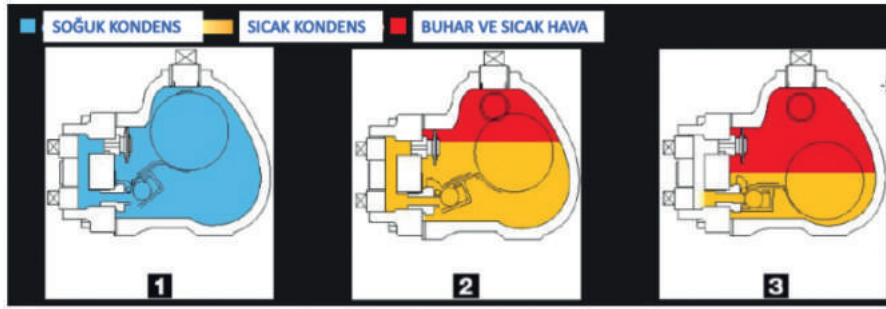 SOĞUK KONDENS SICAK KONDENS BUHAR VE SICAK HAVA
1 2 3